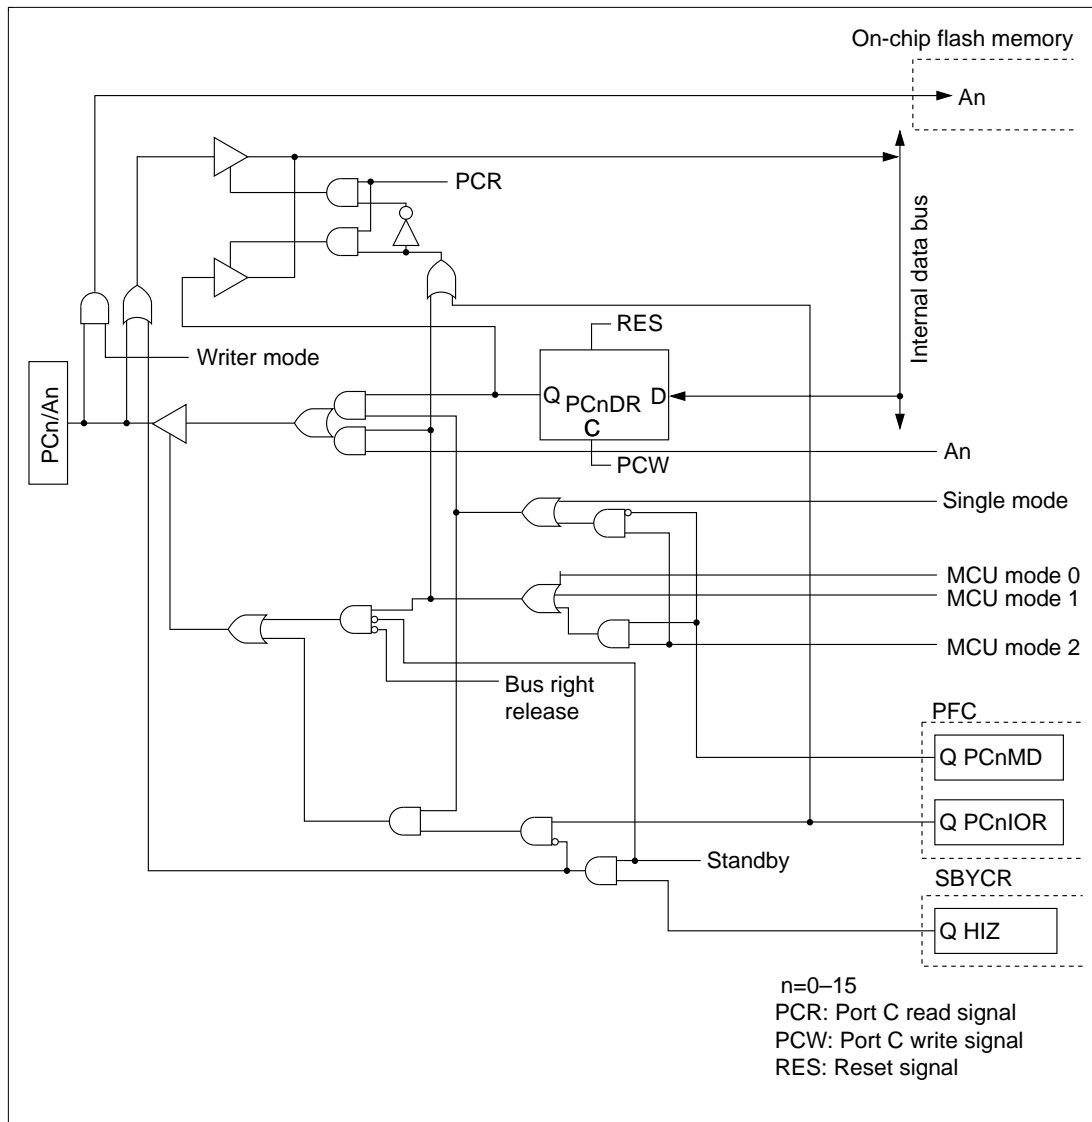 On-chip flash memory
An
PCR
Internal data bus
RES
Writer mode
PCn/An
Q PCnDR D
C
PCW
An
Single mode
MCU mode 0
MCU mode 1
MCU mode 2
Bus right
release
PFC
Q PCnMD
Q PCnIOR
Standby
SBYCR
Q HIZ
n=0–15
PCR: Port C read signal
PCW: Port C write signal
RES: Reset signal